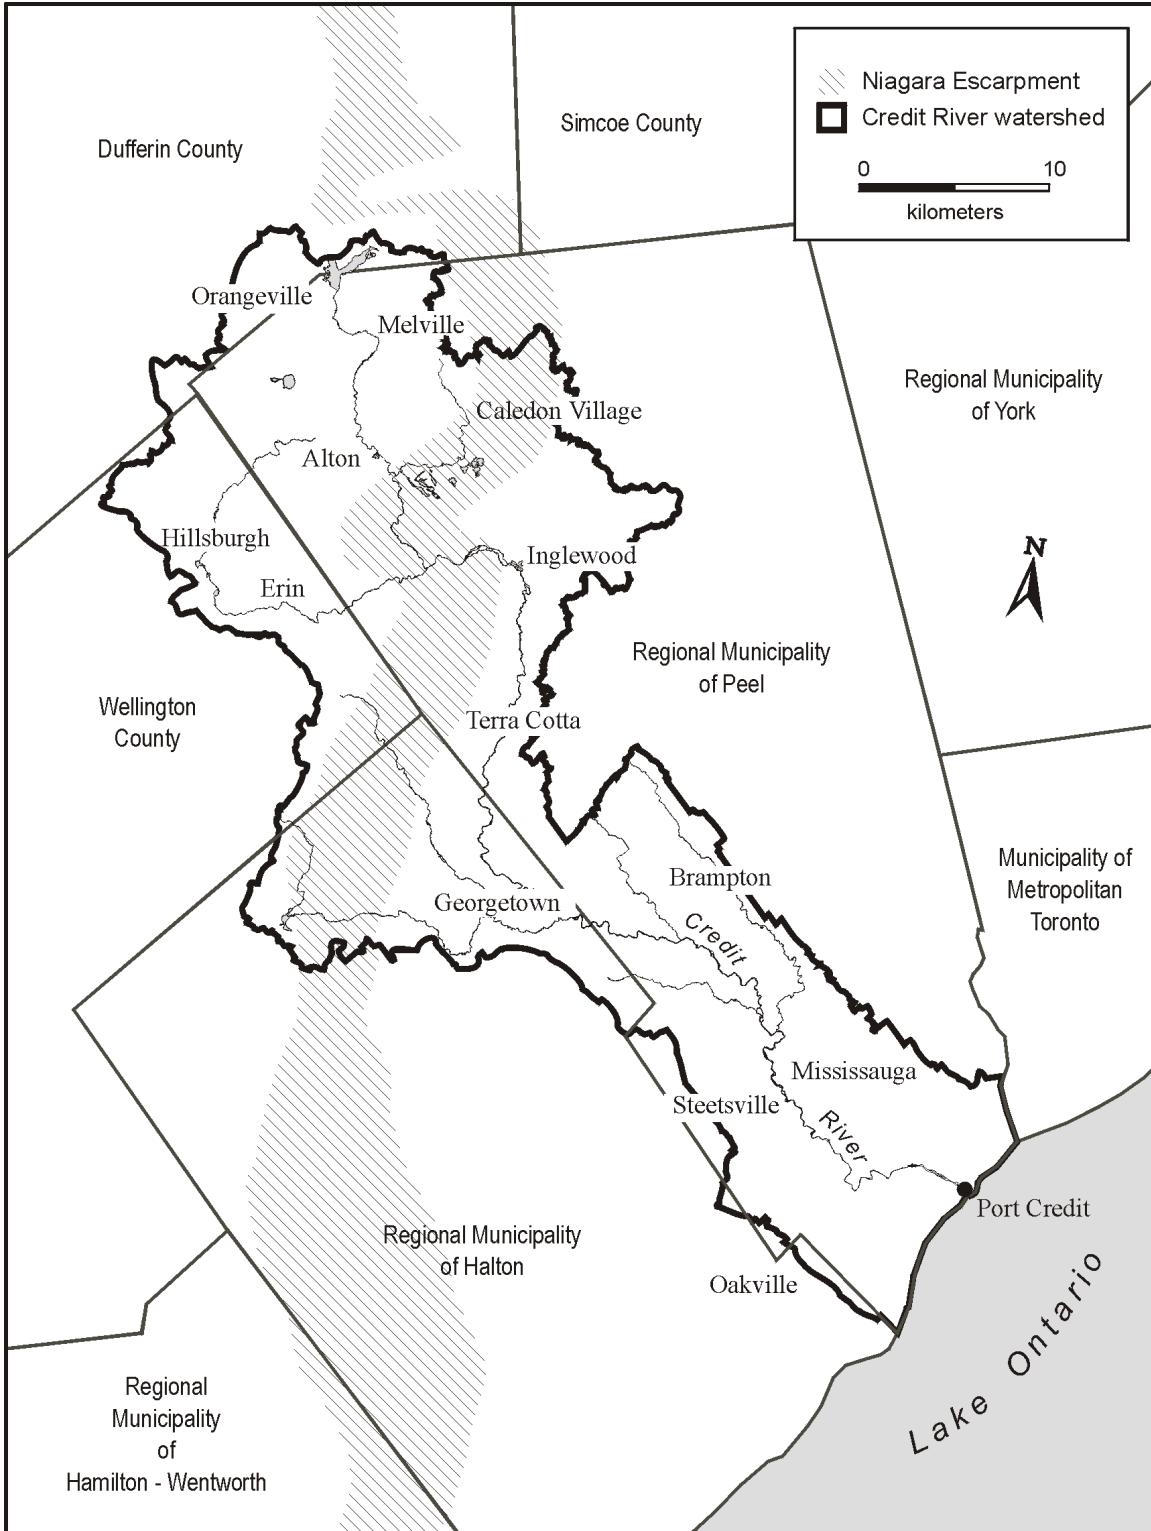 Niagara Escarpment
Credit River watershed
0 10
kilometers
Simcoe County
Dufferin County
Orangeville
Melville
Regional Municipality
of York
Caledon Village
Alton
Hillsburgh
Inglewood
N
Erin
Regional Municipality
of Peel
Wellington
County
Terra Cotta
Municipality of
Metropolitan
Toronto
Brampton
Georgetown
Credit
Mississauga
Steetsville
River
Port Credit
Regional Municipality
of Halton
Oakville
Lake Ontario
Regional
Municipality
of
Hamilton - Wentworth